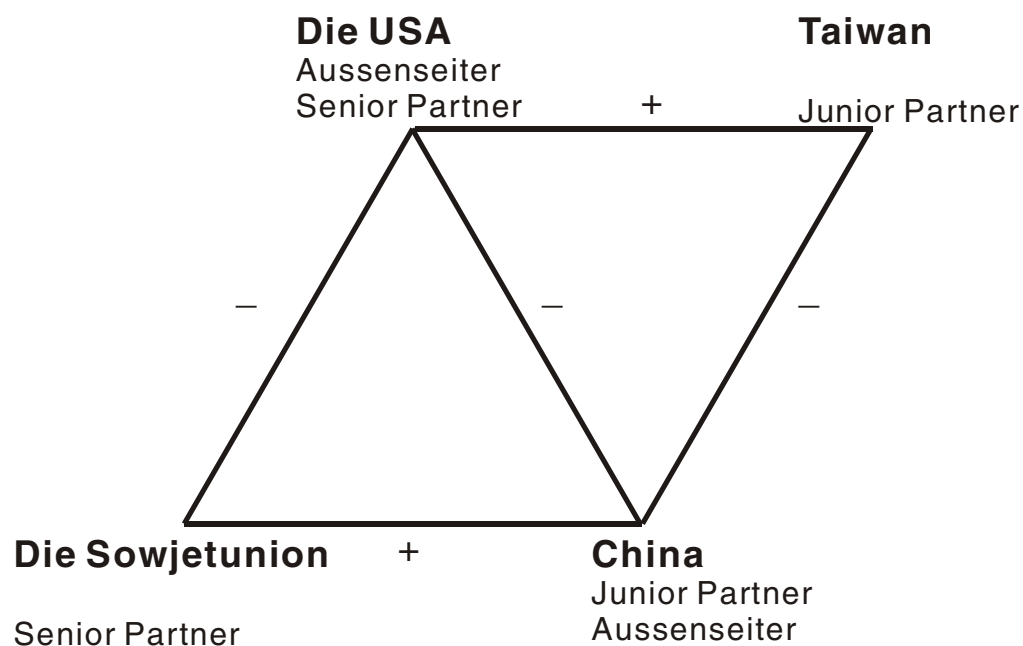 Die USA
Aussenseiter
Senior Partner
+
Taiwan
Junior Partner
–
–
–
Die Sowjetunion
Senior Partner
+
China
Junior Partner
Aussenseiter